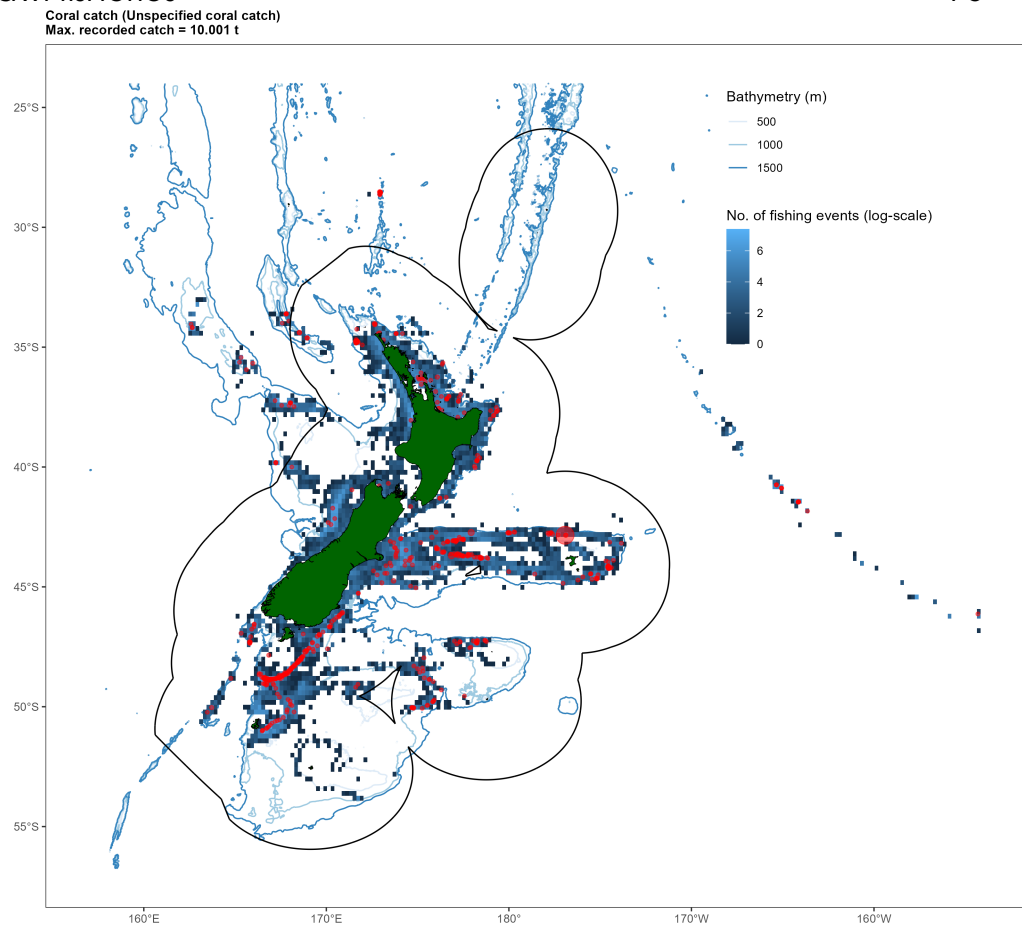 Coral catch (Unspecified coral catch)
Max. recorded catch = 10.001 t
Bathymetry (m)
500
1000
1500
No. of fishing events (log-scale)
6
4
2
0
25°S
30°S
35°S
40°S
45°S
50°S
55°S
160°E
170°E
180°
170°W
160°W